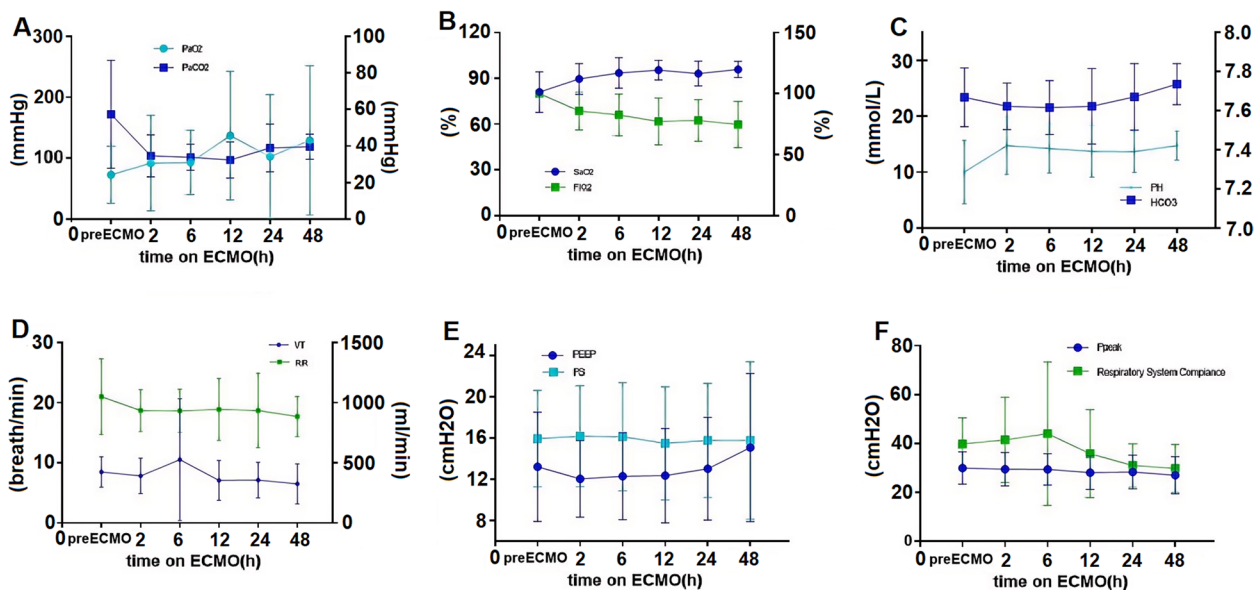 A
(mmHg)
300
200
100
0
PaO2
PaCO2
100
80
60
40
20
0
(mmHg)
0 preECMO 2 6 12 24 48
time on ECMO(h)
B
(%)
120
90
60
30
0
SaO2
FIO2
150
100
50
0
(%)
0 preECMO 2 6 12 24 48
time on ECMO(h)
C
(mmol/L)
30
20
10
0
PH
HCO3
8.0
7.8
7.6
7.4
7.2
7.0
0 preECMO 2 6 12 24 48
time on ECMO(h)
D
(breath/min)
30
20
10
0
VT
RR
1500
1000
500
0
(ml/min)
0 preECMO 2 6 12 24 48
time on ECMO(h)
E
(cmH2O)
24
20
16
12
8
PEEP
PS
0 preECMO 2 6 12 24 48
time on ECMO(h)
F
(cmH2O)
80
60
40
20
0
Ppeak
Respiratory System Compiance
0 preECMO 2 6 12 24 48
time on ECMO(h)